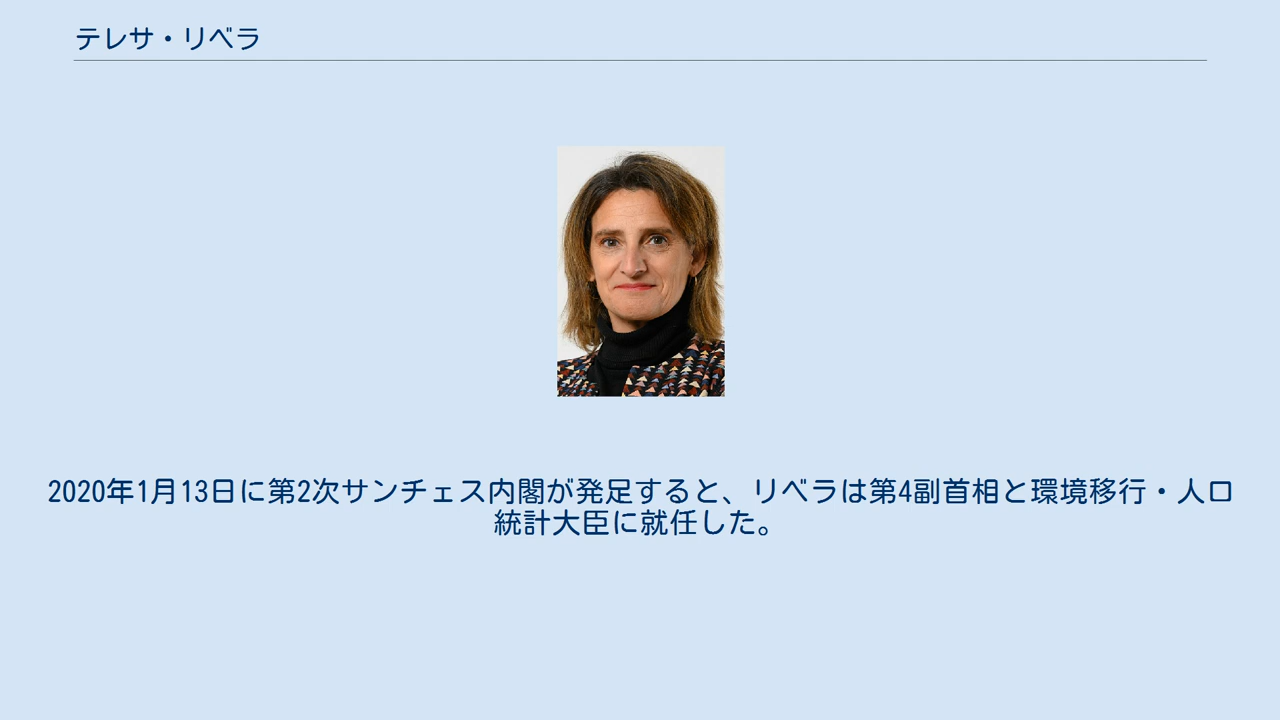 テレサ・リベラ
2020年1月13日に第2次サンチェス内閣が発足すると、リベラは第4副首相と環境移行・人口
統計大臣に就任した。